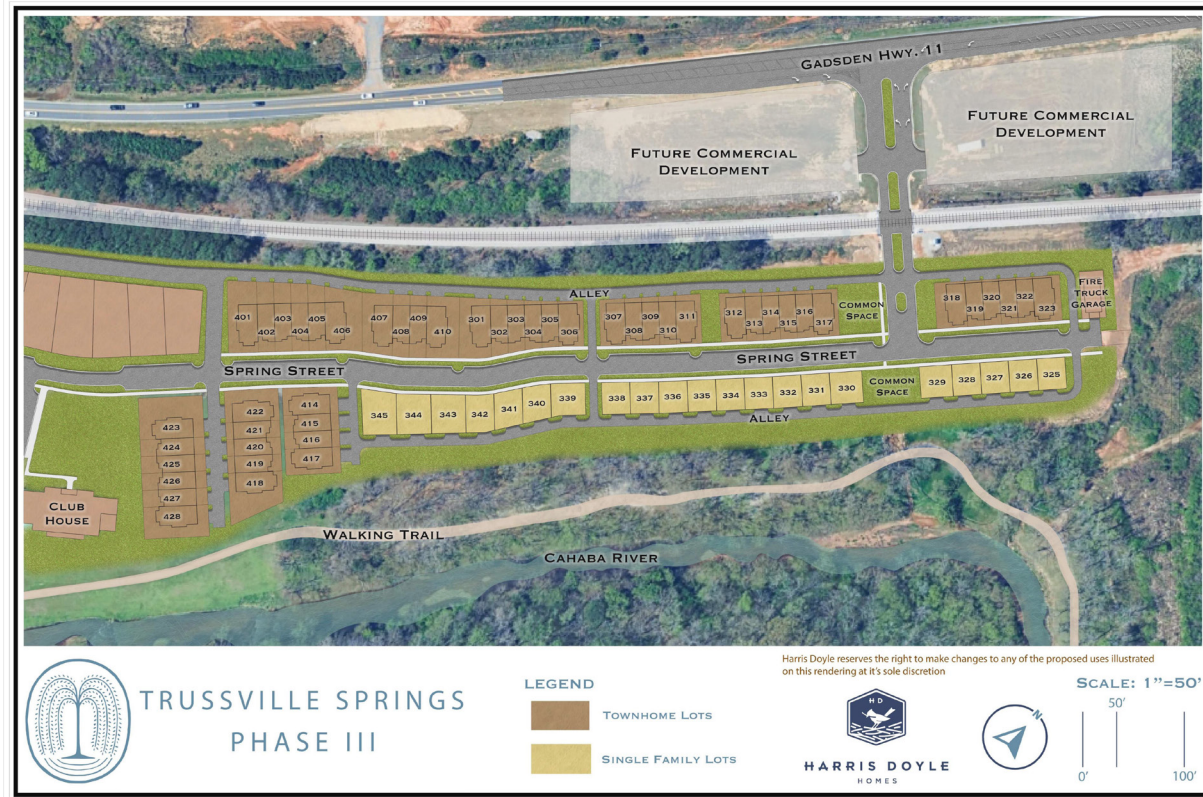 GADSDEN HWY. 11
FUTURE COMMERCIAL
DEVELOPMENT
FUTURE COMMERCIAL
DEVELOPMENT
ALLEY
FIRE
TRUCK
GARAGE
401
402
403
404
405
406
407
408
409
410
301
302
303
304
305
306
307
308
309
310
311
312
313
314
315
316
317
COMMON
SPACE
318
319
320
321
322
323
SPRING STREET
SPRING STREET
345
344
343
342
341
340
339
338
337
336
335
334
333
332
331
330
COMMON
SPACE
329
328
327
326
325
ALLEY
423
424
425
426
427
428
422
421
420
419
418
414
415
416
417
CLUB
HOUSE
WALKING TRAIL
CAHABA RIVER
TRUSSVILLE SPRINGS
PHASE III
LEGEND
TOWNHOME LOTS
SINGLE FAMILY LOTS
Harris Doyle reserves the right to make changes to any of the proposed uses illustrated
on this rendering at it's sole discretion
HD
HARRIS DOYLE
HOMES
N
SCALE: 1"=50'
50'
0'
100'